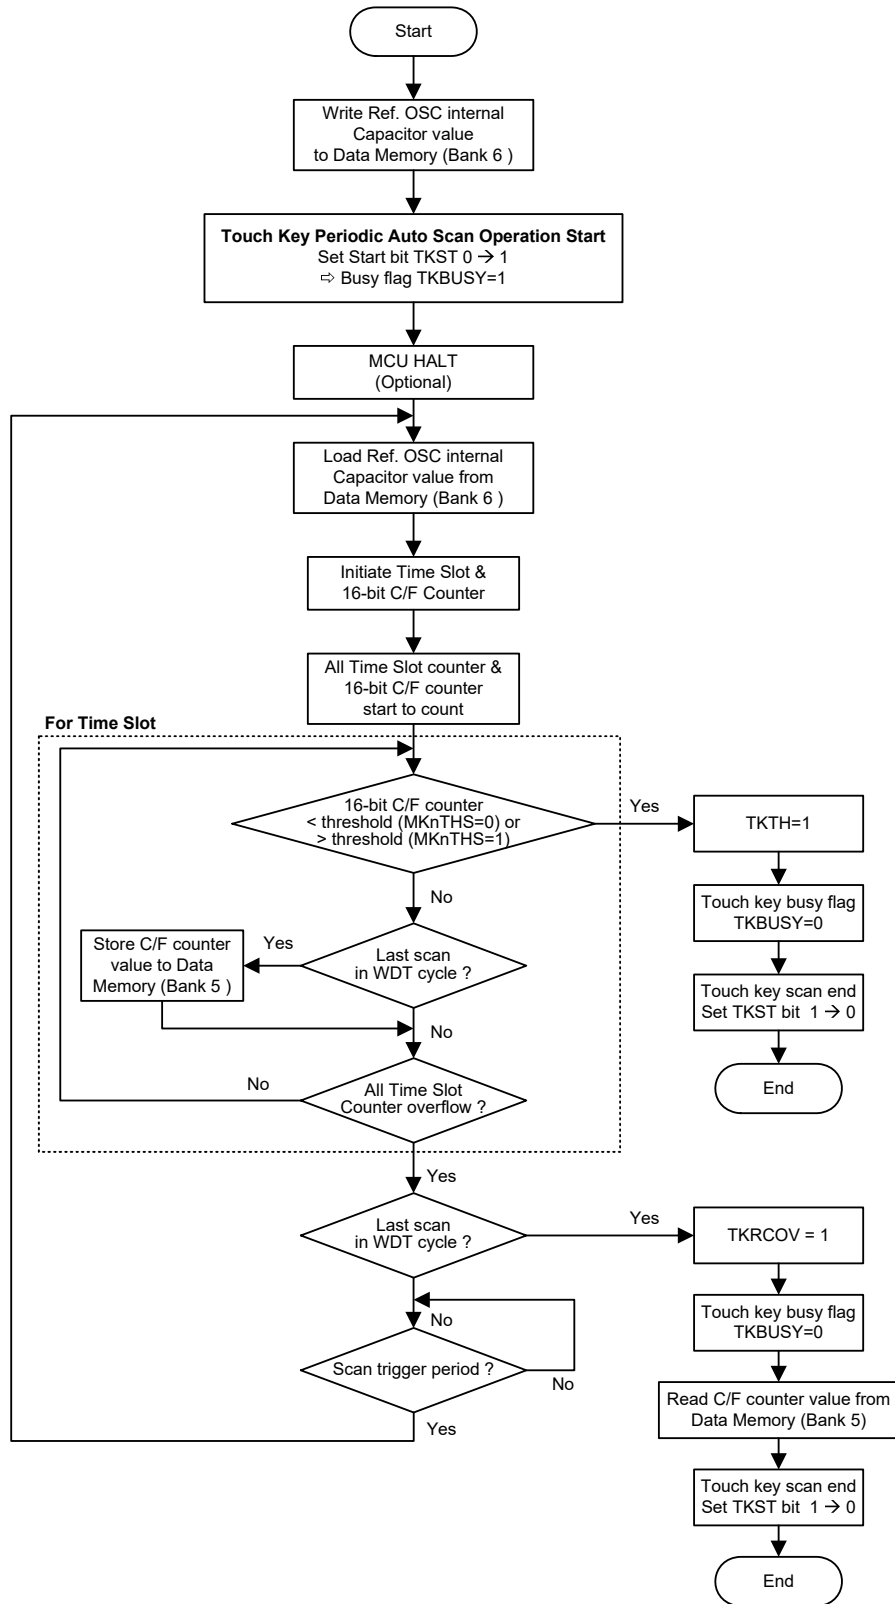 Start
Write Ref. OSC internal
Capacitor value
to Data Memory (Bank 6 )
Touch Key Periodic Auto Scan Operation Start
Set Start bit TKST 0 → 1
⇨ Busy flag TKBUSY=1
MCU HALT
(Optional)
Load Ref. OSC internal
Capacitor value from
Data Memory (Bank 6 )
Initiate Time Slot &
16-bit C/F Counter
All Time Slot counter &
16-bit C/F counter
start to count
For Time Slot
16-bit C/F counter
< threshold (MKnTHS=0) or
> threshold (MKnTHS=1)
Yes
TKTH=1
No
Touch key busy flag
TKBUSY=0
Last scan
in WDT cycle ?
Yes
Store C/F counter
value to Data
Memory (Bank 5 )
Touch key scan end
Set TKST bit 1 → 0
No
End
All Time Slot
Counter overflow ?
No
Yes
Last scan
in WDT cycle ?
Yes
TKRCOV = 1
No
Touch key busy flag
TKBUSY=0
Scan trigger period ?
No
Yes
Read C/F counter value from
Data Memory (Bank 5)
Touch key scan end
Set TKST bit 1 → 0
End